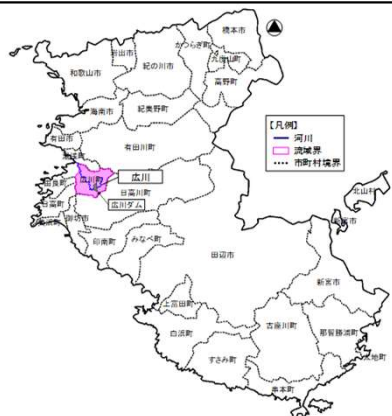 橋本市
かつらぎ町
岩出市
九度山町
和歌山市
紀の川市
高野町
海南市
紀美野町
【凡例】
河川
流域界
市町村境界
有田市
有田川町
湯浅町
広川町
広川
北山村
由良町
日高川町
広川ダム
日高町
御坊市
美浜町
印南町
みなべ町
田辺市
新宮市
上富田町
白浜町
古座川町
那智勝浦町
太地町
すさみ町
串本町